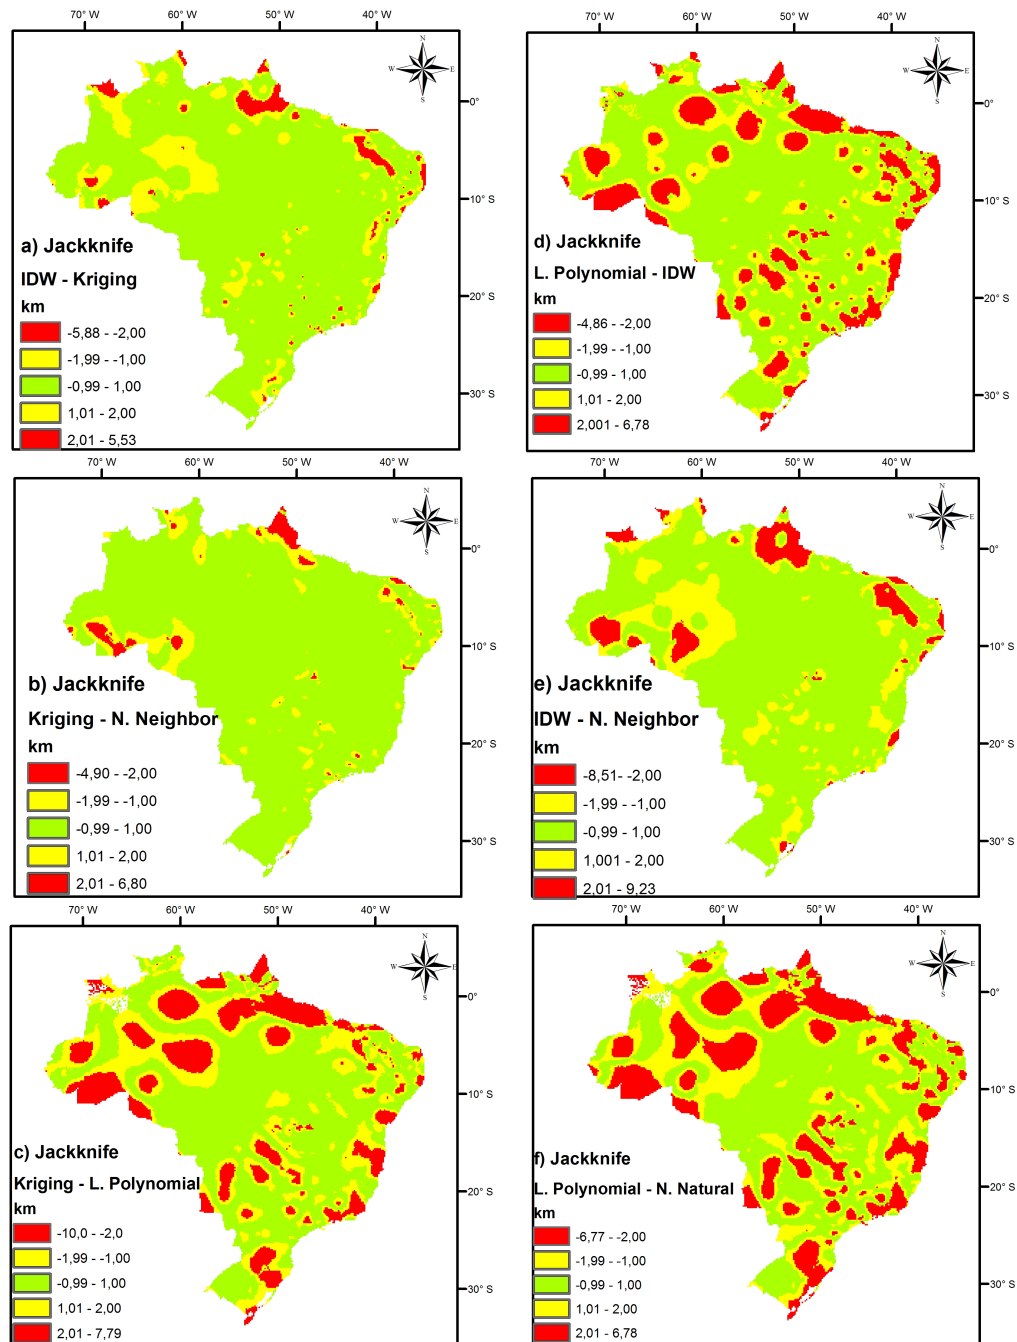 70° W 60° W 50° W 40° W
N
W E
S
0°
10° S
20° S
30° S
a) Jackknife
IDW - Kriging
km
-5,88 - -2,00
-1,99 - -1,00
-0,99 - 1,00
1,01 - 2,00
2,01 - 5,53
70° W 60° W 50° W 40° W
N
W E
S
0°
10° S
20° S
30° S
d) Jackknife
L. Polynomial - IDW
km
-4,86 - -2,00
-1,99 - -1,00
-0,99 - 1,00
1,01 - 2,00
2,001 - 6,78
70° W 60° W 50° W 40° W
N
W E
S
0°
10° S
20° S
30° S
b) Jackknife
Kriging - N. Neighbor
km
-4,90 - -2,00
-1,99 - -1,00
-0,99 - 1,00
1,01 - 2,00
2,01 - 6,80
70° W 60° W 50° W 40° W
N
W E
S
0°
10° S
20° S
30° S
e) Jackknife
IDW - N. Neighbor
km
-8,51- -2,00
-1,99 - -1,00
-0,99 - 1,00
1,001 - 2,00
2,01 - 9,23
70° W 60° W 50° W 40° W
N
W E
S
0°
10° S
20° S
30° S
c) Jackknife
Kriging - L. Polynomial
km
-10,0 - -2,0
-1,99 - -1,00
-0,99 - 1,00
1,01 - 2,00
2,01 - 7,79
70° W 60° W 50° W 40° W
N
W E
S
0°
10° S
20° S
30° S
f) Jackknife
L. Polynomial - N. Natural
km
-6,77 - -2,00
-1,99 - -1,00
-0,99 - 1,00
1,01 - 2,00
2,01 - 6,78